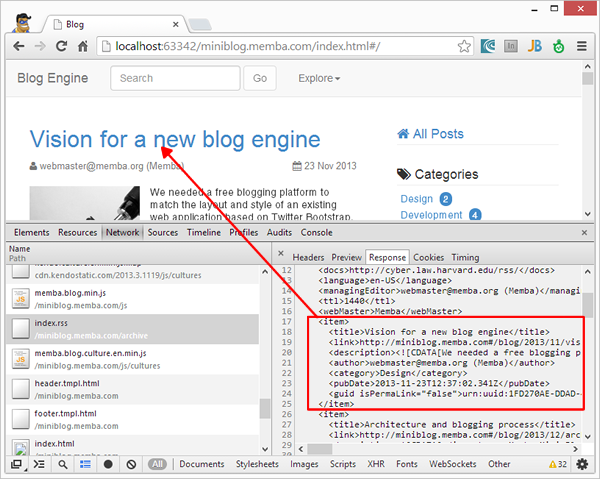 Blog
localhost:63342/miniblog.memba.com/index.html#/
Blog Engine
Search
Go
Explore
Vision for a new blog engine
webmaster@memba.org (Memba)
23 Nov 2013
We needed a free blogging platform to
match the layout and style of an existing
web application based on Twitter Bootstrap.
All Posts
Categories
Design 2
Development 4
Elements Resources Network Sources Timeline Profiles Audits Console
Name
Path
cdn.kendostatic.com/2013.3.1119/js/cultures
memba.blog.min.js
/miniblog.memba.com/js
index.rss
/miniblog.memba.com/archive
memba.blog.culture.en.min.js
/miniblog.memba.com/js/cultures
header.tmpl.html
/miniblog.memba.com
footer.tmpl.html
/miniblog.memba.com
index.html
× Headers Preview Response Cookies Timing
12 <docs>http://cyber.law.harvard.edu/rss/</docs>
13 <language>en-US</language>
14 <managingEditor>webmaster@memba.org (Memba)</managi
15 <ttl>1440</ttl>
16 <webMaster>Memba</webMaster>
17 <item>
18 <title>Vision for a new blog engine</title>
19 <link>http://miniblog.memba.com#/blog/2013/11/vis
20 <description><![CDATA[We needed a free blogging p
21 <author>webmaster@memba.org (Memba)</author>
22 <category>Design</category>
23 <pubDate>2013-11-23T12:37:02.341Z</pubDate>
24 <guid isPermaLink="false">urn:uuid:1FD270AE-DDAD-
25 </item>
26 <item>
27 <title>Architecture and blogging process</title>
28 <link>http://miniblog.memba.com#/blog/2013/12/arc
All Documents Stylesheets Images Scripts XHR Fonts WebSockets Other
32